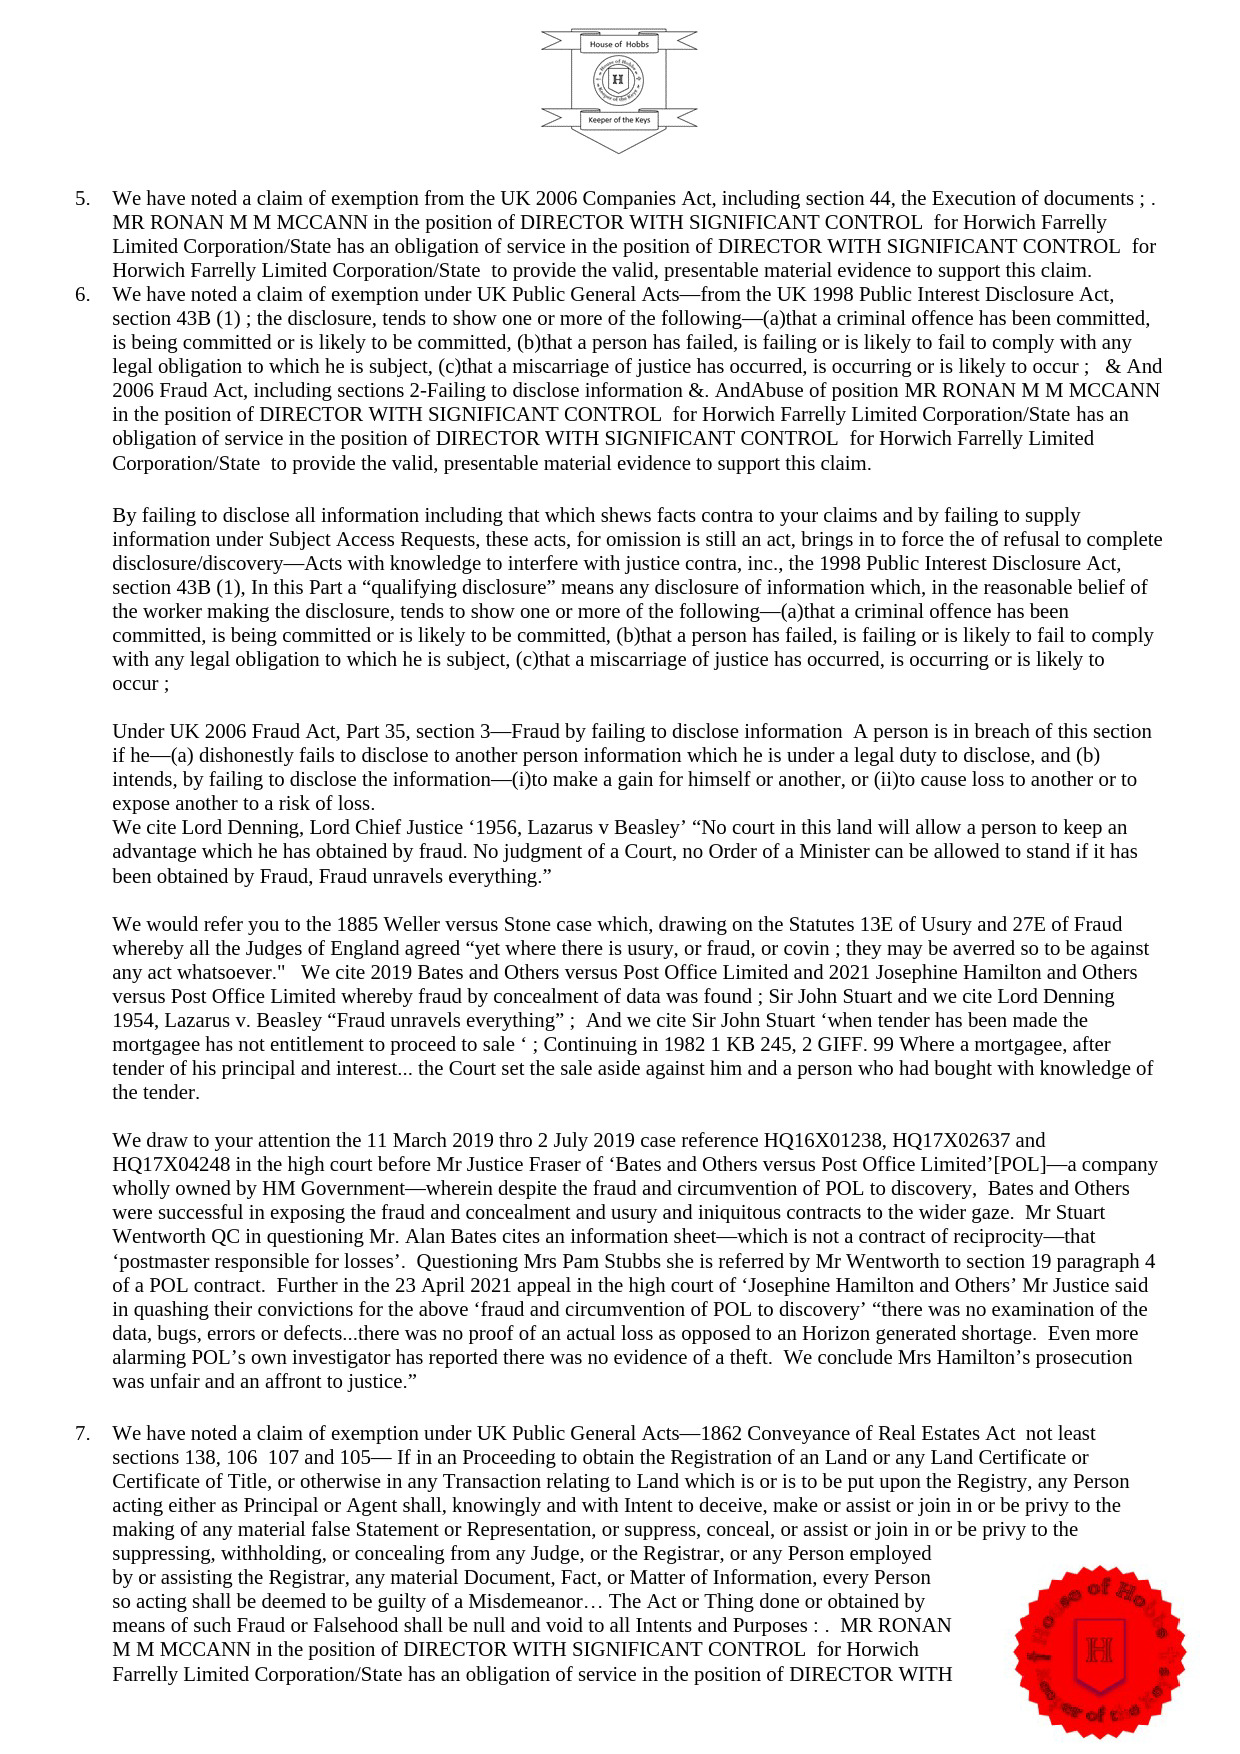 House of Hobbs
House of Hobbs
H
Keeper of the Keys
Keeper of the Keys
5. We have noted a claim of exemption from the UK 2006 Companies Act, including section 44, the Execution of documents ; .
MR RONAN M M MCCANN in the position of DIRECTOR WITH SIGNIFICANT CONTROL for Horwich Farrelly
Limited Corporation/State has an obligation of service in the position of DIRECTOR WITH SIGNIFICANT CONTROL for
Horwich Farrelly Limited Corporation/State to provide the valid, presentable material evidence to support this claim.
6. We have noted a claim of exemption under UK Public General Acts—from the UK 1998 Public Interest Disclosure Act,
section 43B (1) ; the disclosure, tends to show one or more of the following—(a)that a criminal offence has been committed,
is being committed or is likely to be committed, (b)that a person has failed, is failing or is likely to fail to comply with any
legal obligation to which he is subject, (c)that a miscarriage of justice has occurred, is occurring or is likely to occur ; & And
2006 Fraud Act, including sections 2-Failing to disclose information &. AndAbuse of position MR RONAN M M MCCANN
in the position of DIRECTOR WITH SIGNIFICANT CONTROL for Horwich Farrelly Limited Corporation/State has an
obligation of service in the position of DIRECTOR WITH SIGNIFICANT CONTROL for Horwich Farrelly Limited
Corporation/State to provide the valid, presentable material evidence to support this claim.
By failing to disclose all information including that which shews facts contra to your claims and by failing to supply
information under Subject Access Requests, these acts, for omission is still an act, brings in to force the of refusal to complete
disclosure/discovery—Acts with knowledge to interfere with justice contra, inc., the 1998 Public Interest Disclosure Act,
section 43B (1), In this Part a “qualifying disclosure” means any disclosure of information which, in the reasonable belief of
the worker making the disclosure, tends to show one or more of the following—(a)that a criminal offence has been
committed, is being committed or is likely to be committed, (b)that a person has failed, is failing or is likely to fail to comply
with any legal obligation to which he is subject, (c)that a miscarriage of justice has occurred, is occurring or is likely to
occur ;
Under UK 2006 Fraud Act, Part 35, section 3—Fraud by failing to disclose information A person is in breach of this section
if he—(a) dishonestly fails to disclose to another person information which he is under a legal duty to disclose, and (b)
intends, by failing to disclose the information—(i)to make a gain for himself or another, or (ii)to cause loss to another or to
expose another to a risk of loss.
We cite Lord Denning, Lord Chief Justice ‘1956, Lazarus v Beasley’ “No court in this land will allow a person to keep an
advantage which he has obtained by fraud. No judgment of a Court, no Order of a Minister can be allowed to stand if it has
been obtained by Fraud, Fraud unravels everything.”
We would refer you to the 1885 Weller versus Stone case which, drawing on the Statutes 13E of Usury and 27E of Fraud
whereby all the Judges of England agreed “yet where there is usury, or fraud, or covin ; they may be averred so to be against
any act whatsoever." We cite 2019 Bates and Others versus Post Office Limited and 2021 Josephine Hamilton and Others
versus Post Office Limited whereby fraud by concealment of data was found ; Sir John Stuart and we cite Lord Denning
1954, Lazarus v. Beasley “Fraud unravels everything” ; And we cite Sir John Stuart ‘when tender has been made the
mortgagee has not entitlement to proceed to sale ‘ ; Continuing in 1982 1 KB 245, 2 GIFF. 99 Where a mortgagee, after
tender of his principal and interest... the Court set the sale aside against him and a person who had bought with knowledge of
the tender.
We draw to your attention the 11 March 2019 thro 2 July 2019 case reference HQ16X01238, HQ17X02637 and
HQ17X04248 in the high court before Mr Justice Fraser of ‘Bates and Others versus Post Office Limited’[POL]—a company
wholly owned by HM Government—wherein despite the fraud and circumvention of POL to discovery, Bates and Others
were successful in exposing the fraud and concealment and usury and iniquitous contracts to the wider gaze. Mr Stuart
Wentworth QC in questioning Mr. Alan Bates cites an information sheet—which is not a contract of reciprocity—that
‘postmaster responsible for losses’. Questioning Mrs Pam Stubbs she is referred by Mr Wentworth to section 19 paragraph 4
of a POL contract. Further in the 23 April 2021 appeal in the high court of ‘Josephine Hamilton and Others’ Mr Justice said
in quashing their convictions for the above ‘fraud and circumvention of POL to discovery’ “there was no examination of the
data, bugs, errors or defects...there was no proof of an actual loss as opposed to an Horizon generated shortage. Even more
alarming POL’s own investigator has reported there was no evidence of a theft. We conclude Mrs Hamilton’s prosecution
was unfair and an affront to justice.”
7. We have noted a claim of exemption under UK Public General Acts—1862 Conveyance of Real Estates Act not least
sections 138, 106 107 and 105— If in an Proceeding to obtain the Registration of an Land or any Land Certificate or
Certificate of Title, or otherwise in any Transaction relating to Land which is or is to be put upon the Registry, any Person
acting either as Principal or Agent shall, knowingly and with Intent to deceive, make or assist or join in or be privy to the
making of any material false Statement or Representation, or suppress, conceal, or assist or join in or be privy to the
suppressing, withholding, or concealing from any Judge, or the Registrar, or any Person employed
by or assisting the Registrar, any material Document, Fact, or Matter of Information, every Person
so acting shall be deemed to be guilty of a Misdemeanor… The Act or Thing done or obtained by
means of such Fraud or Falsehood shall be null and void to all Intents and Purposes : . MR RONAN
M M MCCANN in the position of DIRECTOR WITH SIGNIFICANT CONTROL for Horwich
Farrelly Limited Corporation/State has an obligation of service in the position of DIRECTOR WITH
House of Hobbs
H
Keeper of the Keys